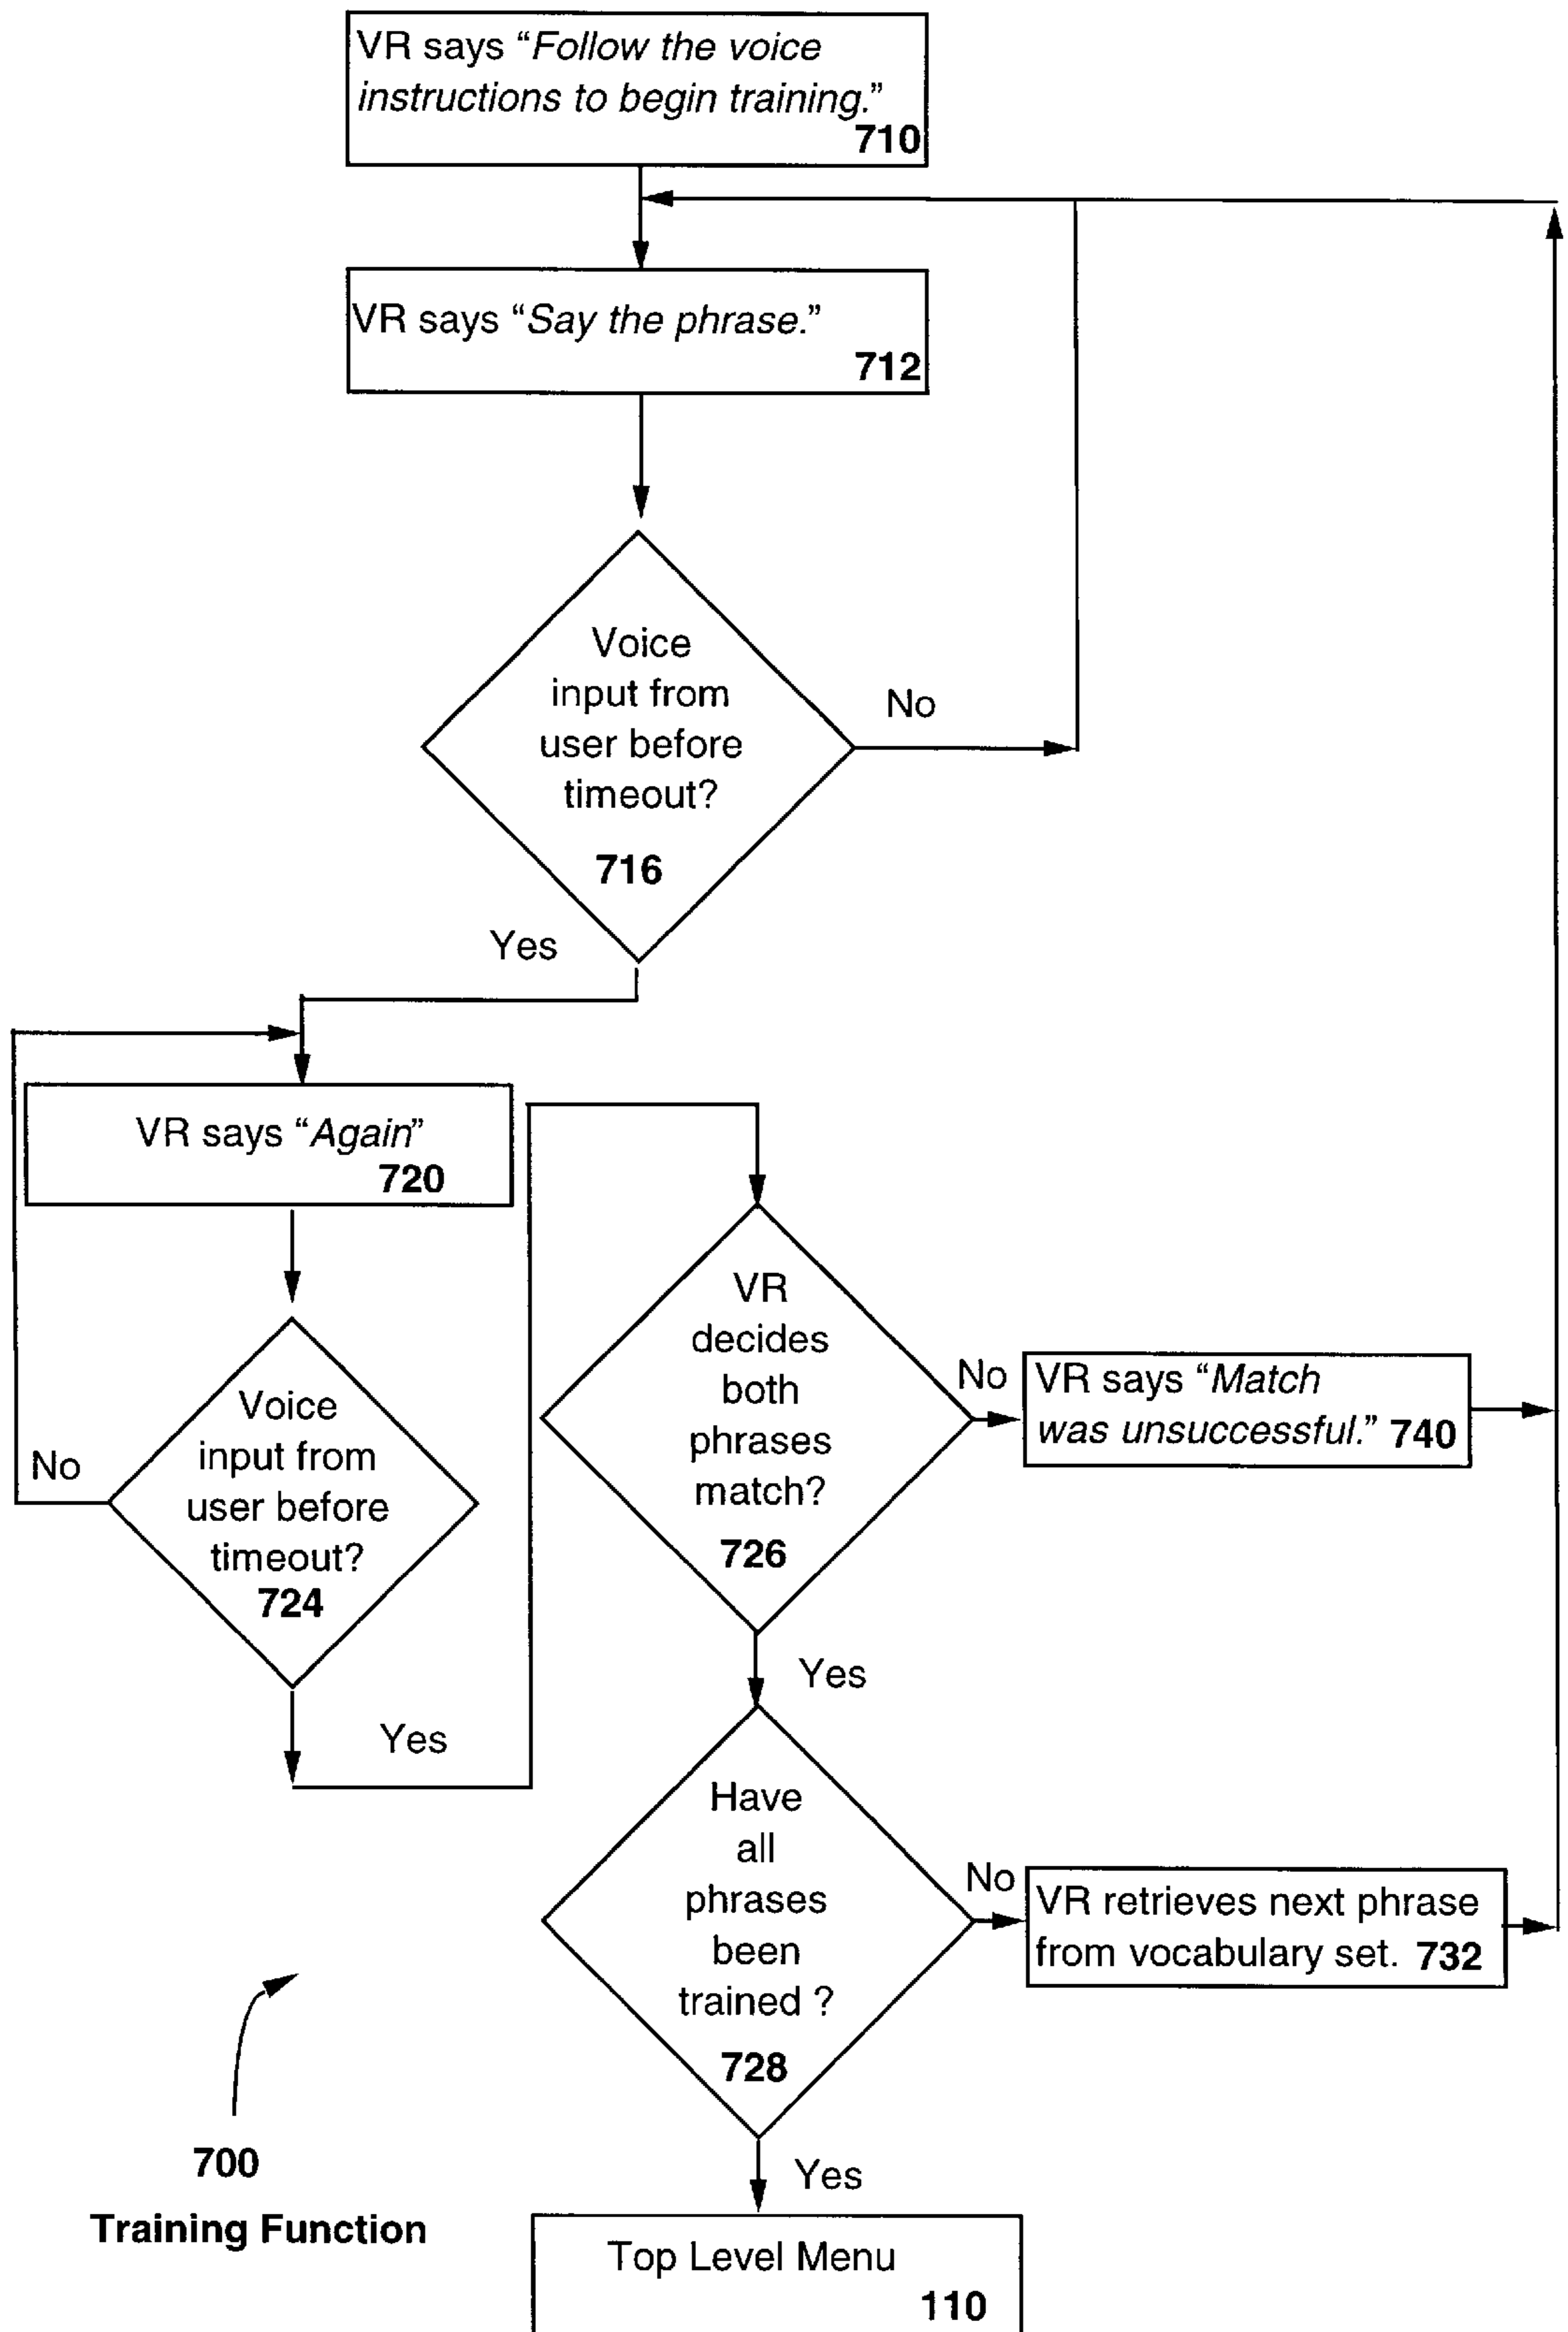 VR says “Follow the voice
instructions to begin training.”
710
VR says “Say the phrase.”
712
Voice
input from
user before
timeout?
716
No
Yes
VR says “Again”
720
Voice
input from
user before
timeout?
724
No
Yes
VR
decides
both
phrases
match?
726
No
VR says “Match
was unsuccessful.” 740
Yes
Have
all
phrases
been
trained ?
728
No
VR retrieves next phrase
from vocabulary set. 732
Yes
700
Training Function
Top Level Menu
110